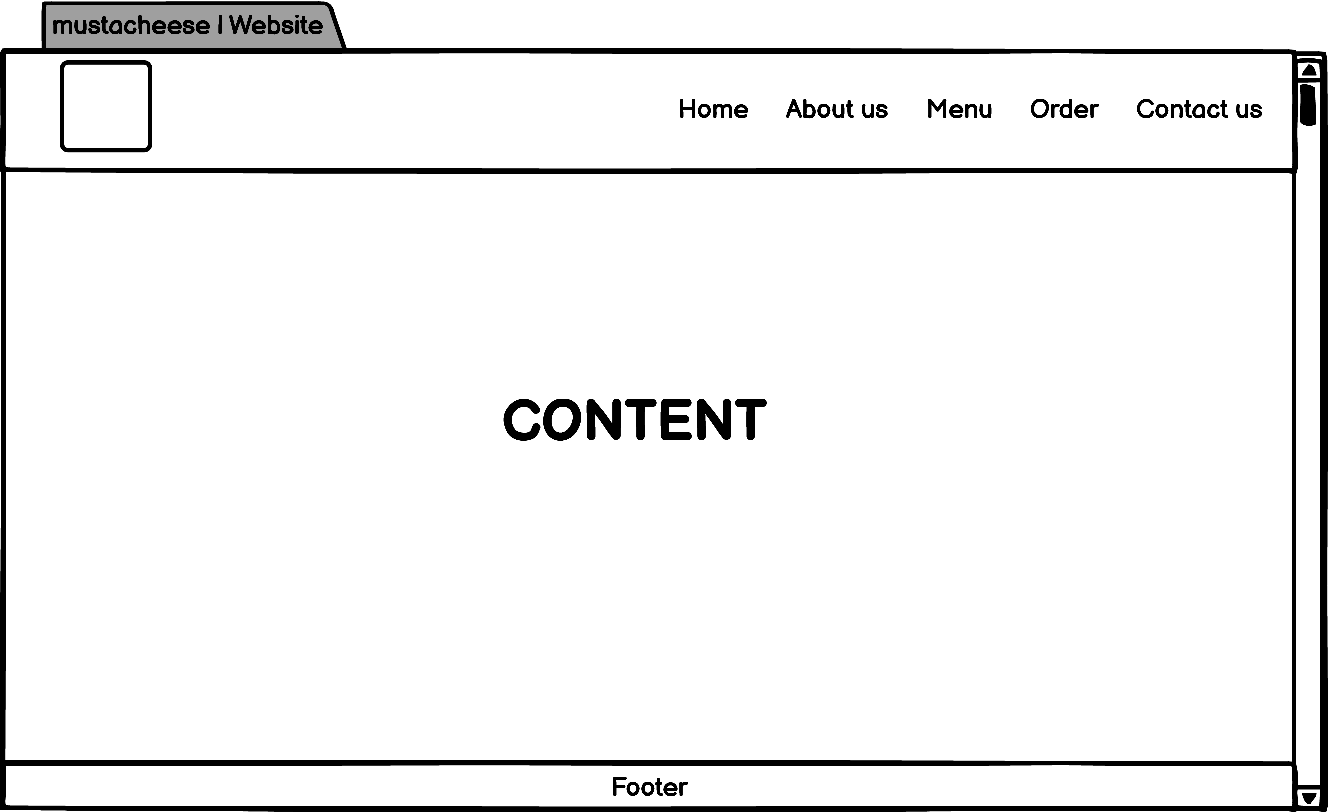 mustacheese | Website
Home About us Menu Order Contact us
CONTENT
Footer